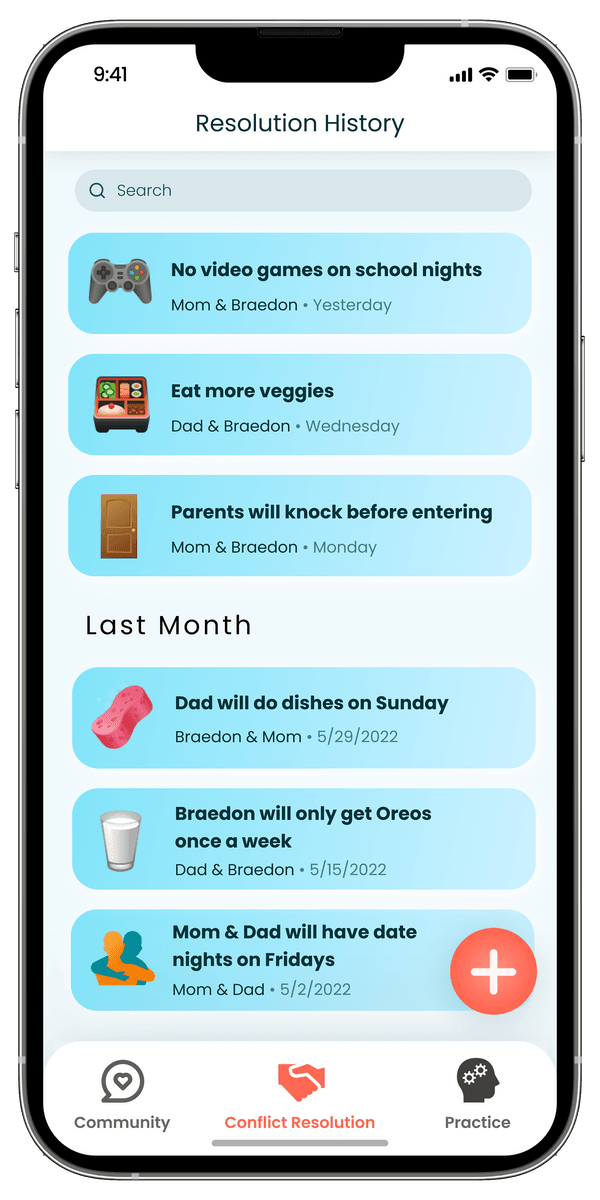 9:41
Resolution History
Search
No video games on school nights
Mom & Braedon • Yesterday
Eat more veggies
Dad & Braedon • Wednesday
Parents will knock before entering
Mom & Braedon • Monday
Last Month
Dad will do dishes on Sunday
Braedon & Mom • 5/29/2022
Braedon will only get Oreos
once a week
Dad & Braedon • 5/15/2022
Mom & Dad will have date
nights on Fridays
Mom & Dad • 5/2/2022
Community
Conflict Resolution
Practice